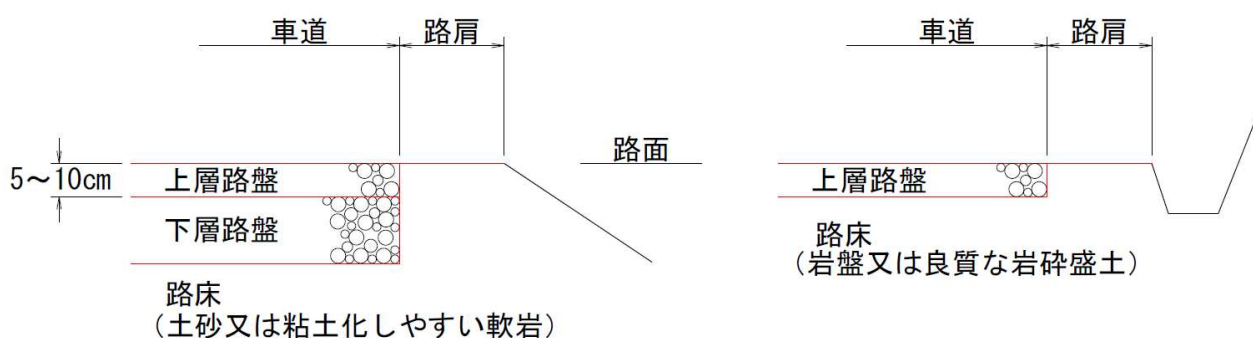 車道
路肩
5～10cm
上層路盤
下層路盤
路床
（土砂又は粘土化しやすい軟岩）
路面
車道
路肩
上層路盤
路床
（岩盤又は良質な岩砕盛土）